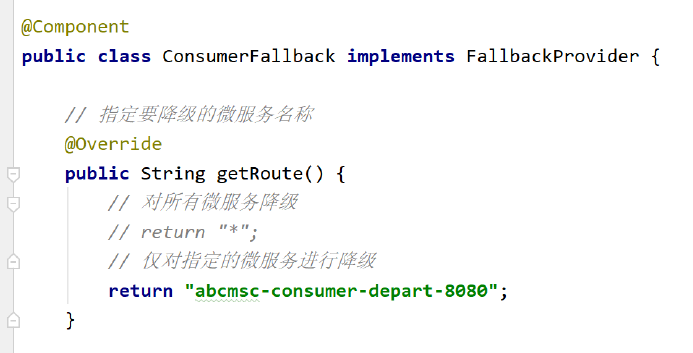 @Component
public class ConsumerFallback implements FallbackProvider {
// 指定要降级的微服务名称
@Override
public String getRoute() {
// 对所有微服务降级
// return "*";
// 仅对指定的微服务进行降级
return "abcmsc-consumer-depart-8080";
}